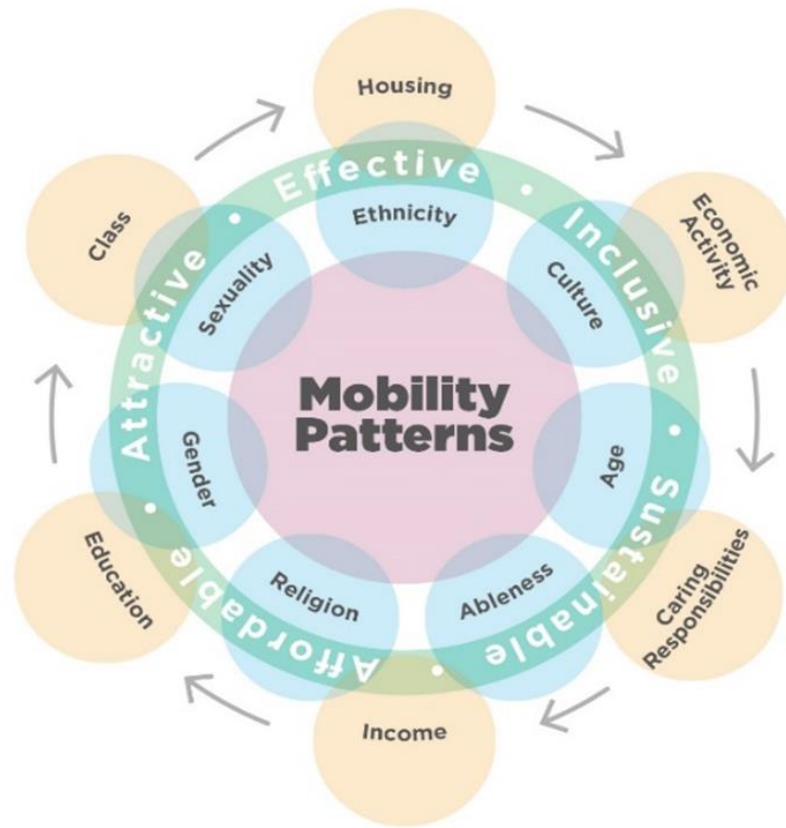 Housing
Effective •
Ethnicity
Inclusive •
Economic
Activity
Culture
Class
Attractive •
Sexuality
Mobility
Patterns
Gender
Age
Sustainable •
Caring
Responsibilities
Education
Affordable •
Religion
Ableness
Income